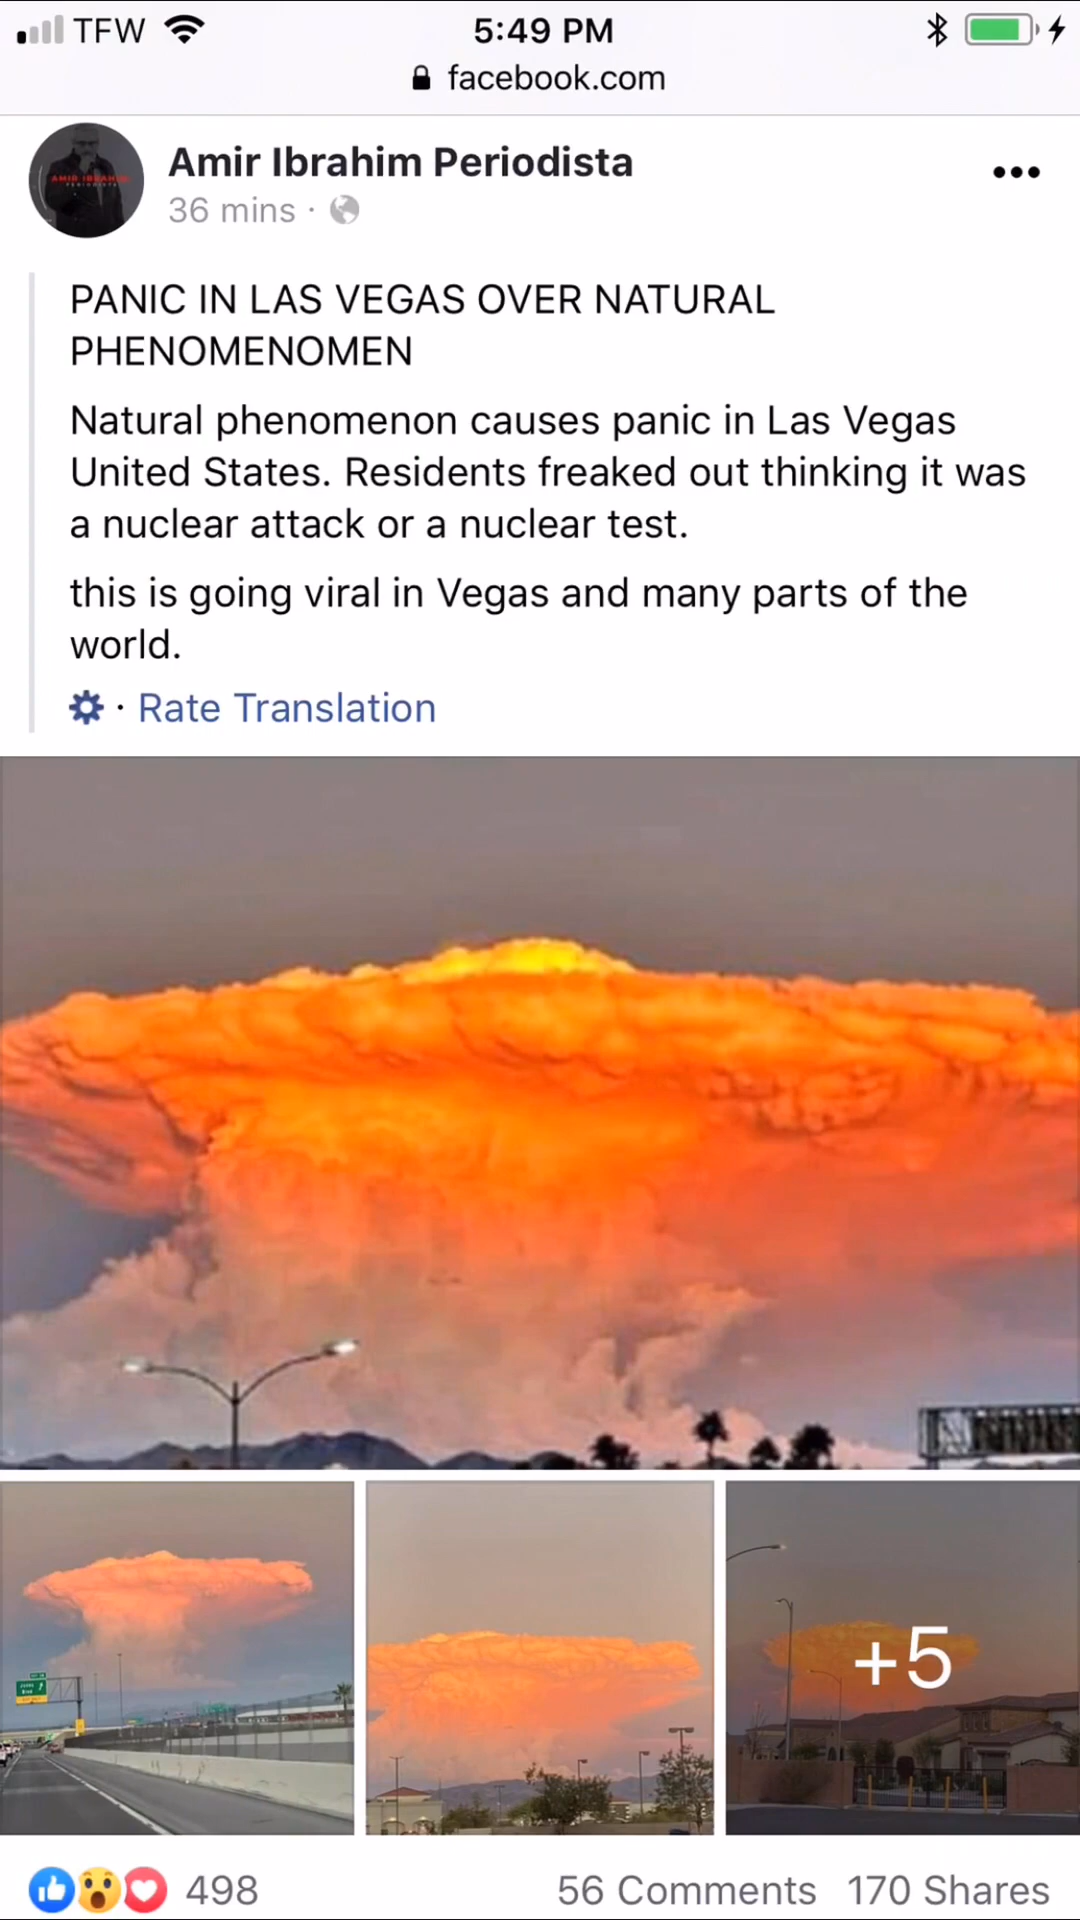 TFW
5:49 PM
facebook.com
AMIR IBRAHIM
PERIODISTA
Amir Ibrahim Periodista
36 mins ·
PANIC IN LAS VEGAS OVER NATURAL
PHENOMENOMEN
Natural phenomenon causes panic in Las Vegas
United States. Residents freaked out thinking it was
a nuclear attack or a nuclear test.
this is going viral in Vegas and many parts of the
world.
· Rate Translation
+5
498
56 Comments
170 Shares